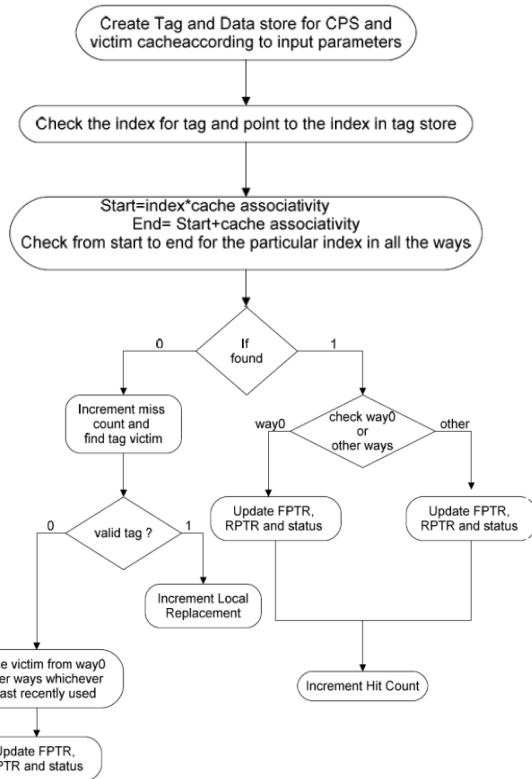 Create Tag and Data store for CPS and
victim cacheaccording to input parameters
Check the index for tag and point to the index in tag store
Start=index*cache associativity
End= Start+cache associativity
Check from start to end for the particular index in all the ways
0
If
found
1
Increment miss
count and
find tag victim
way0
check way0
or
other ways
other
Update FPTR,
RPTR and status
Update FPTR,
RPTR and status
0
valid tag ?
1
Increment Local
Replacement
victim from way0
ways whichever
recently used
Increment Hit Count
Update FPTR,
and status